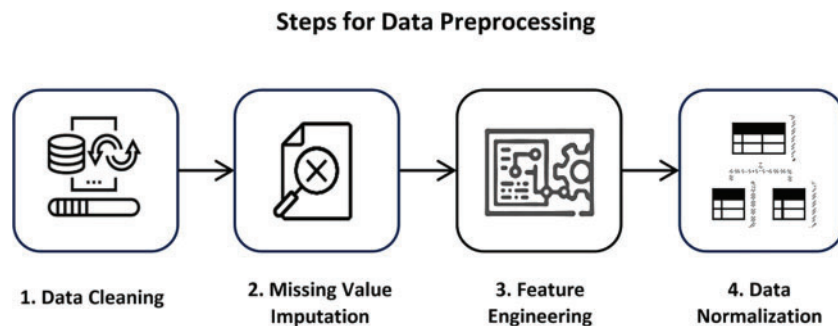 Steps for Data Preprocessing
...
1. Data Cleaning
2. Missing Value
Imputation
3. Feature
Engineering
4. Data
Normalization